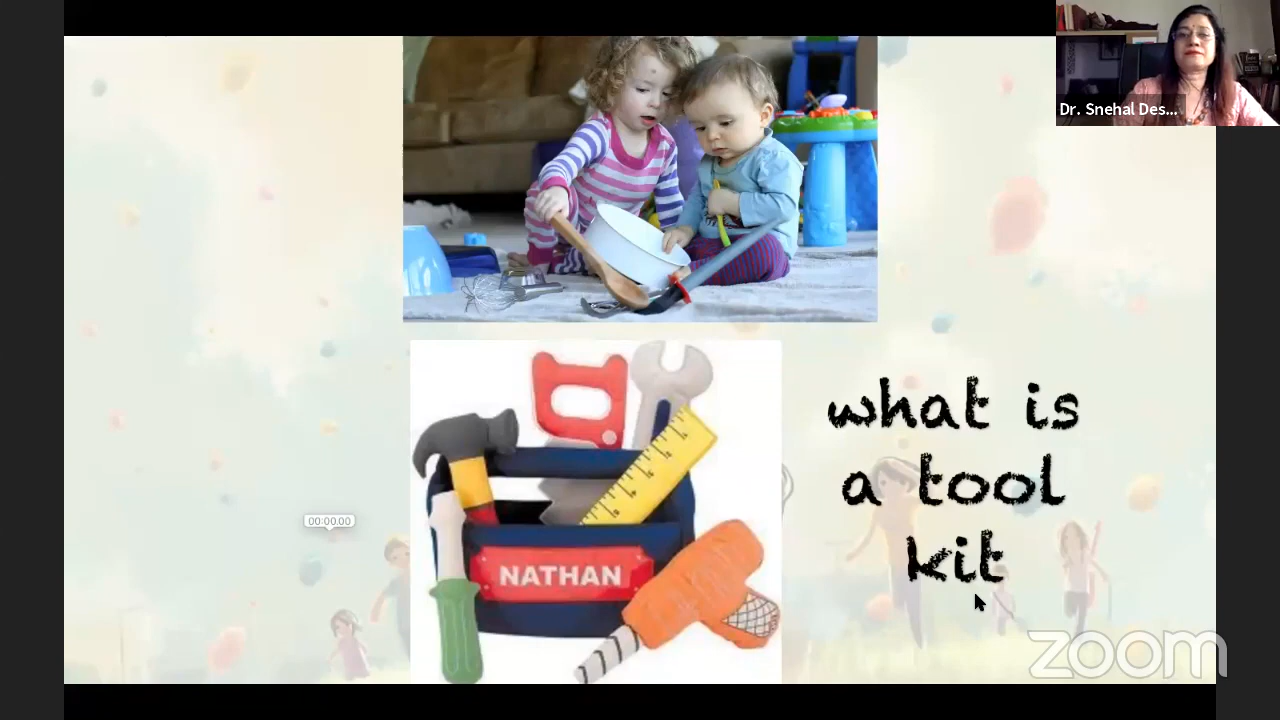 Dr. Snehal Des...
what is
a tool
kit
00:00.00
NATHAN
zoom